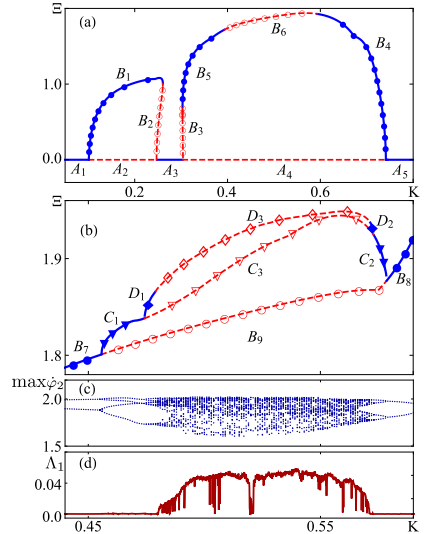 Ξ
(a)
B6
B4
B1
B5
1.0
B2
B3
0.0
A1 A2 A3 A4 A5
0.2 0.4 0.6 K
Ξ
(b)
D3
D2
1.9
C3
C2
D1
B8
C1
B7
B9
1.8
max φ̇2
(c)
2.0
1.5
Λ1
(d)
0.04
0.0
0.45 0.55 K